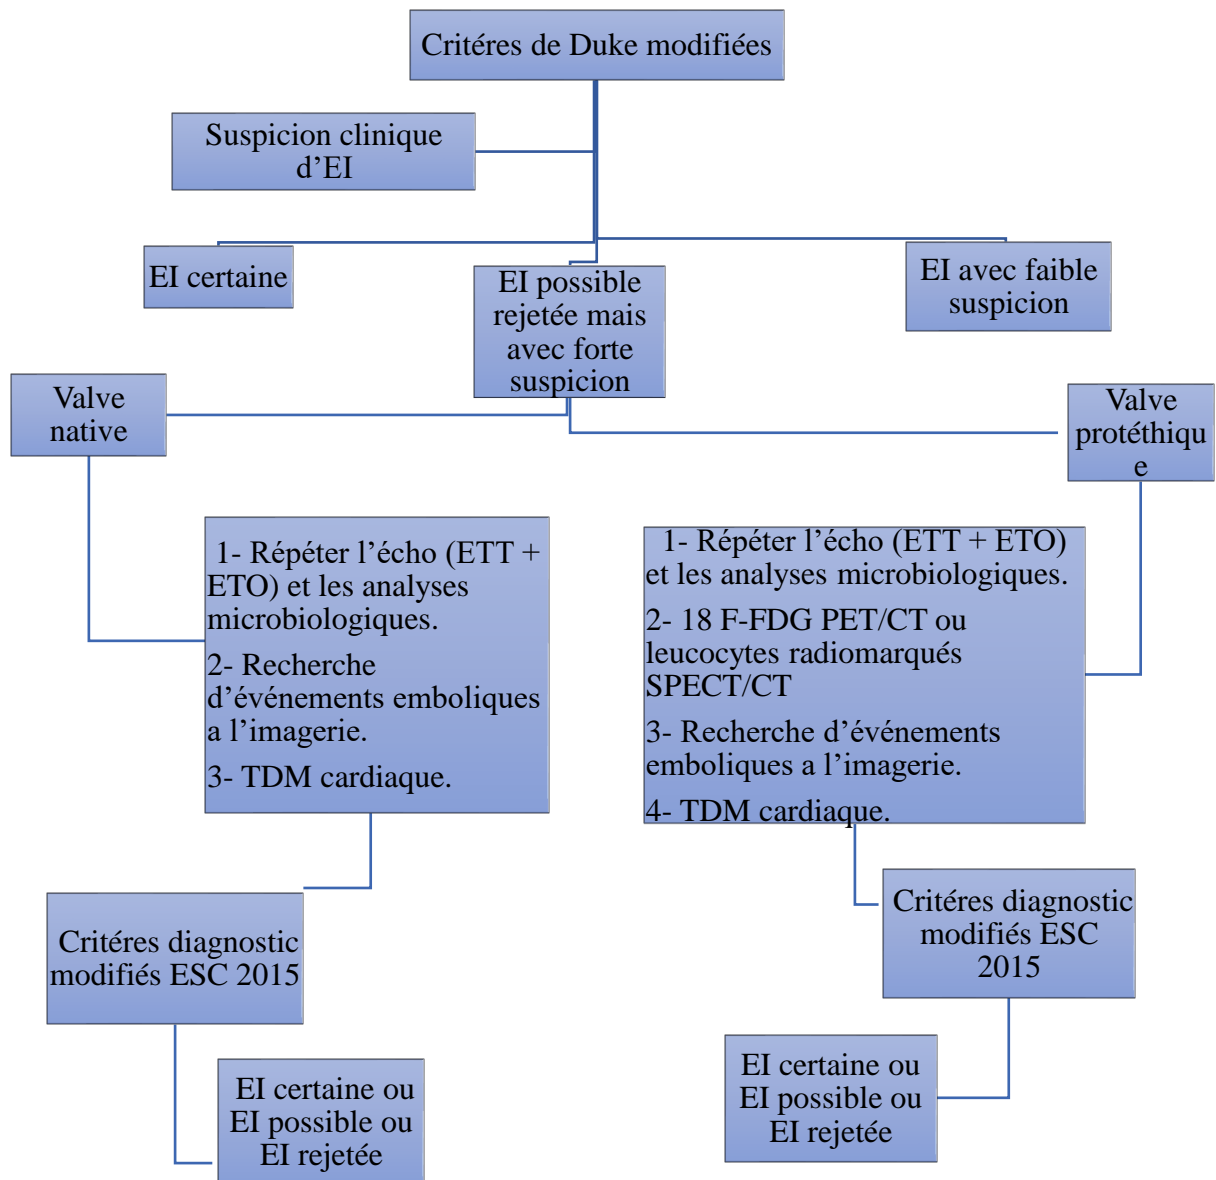 Critéres de Duke modifiées
Suspicion clinique
d’EI
EI certaine
EI possible
rejetée mais
avec forte
suspicion
EI avec faible
suspicion
Valve
native
Valve
protéthiqu
e
1- Répéter l’écho (ETT +
ETO) et les analyses
microbiologiques.
2- Recherche
d’événements emboliques
a l’imagerie.
3- TDM cardiaque.
1- Répéter l’écho (ETT + ETO)
et les analyses microbiologiques.
2- 18 F-FDG PET/CT ou
leucocytes radiomarqués
SPECT/CT
3- Recherche d’événements
emboliques a l’imagerie.
4- TDM cardiaque.
Critéres diagnostic
modifiés ESC 2015
Critéres diagnostic
modifiés ESC
2015
EI certaine ou
EI possible ou
EI rejetée
EI certaine ou
EI possible ou
EI rejetée